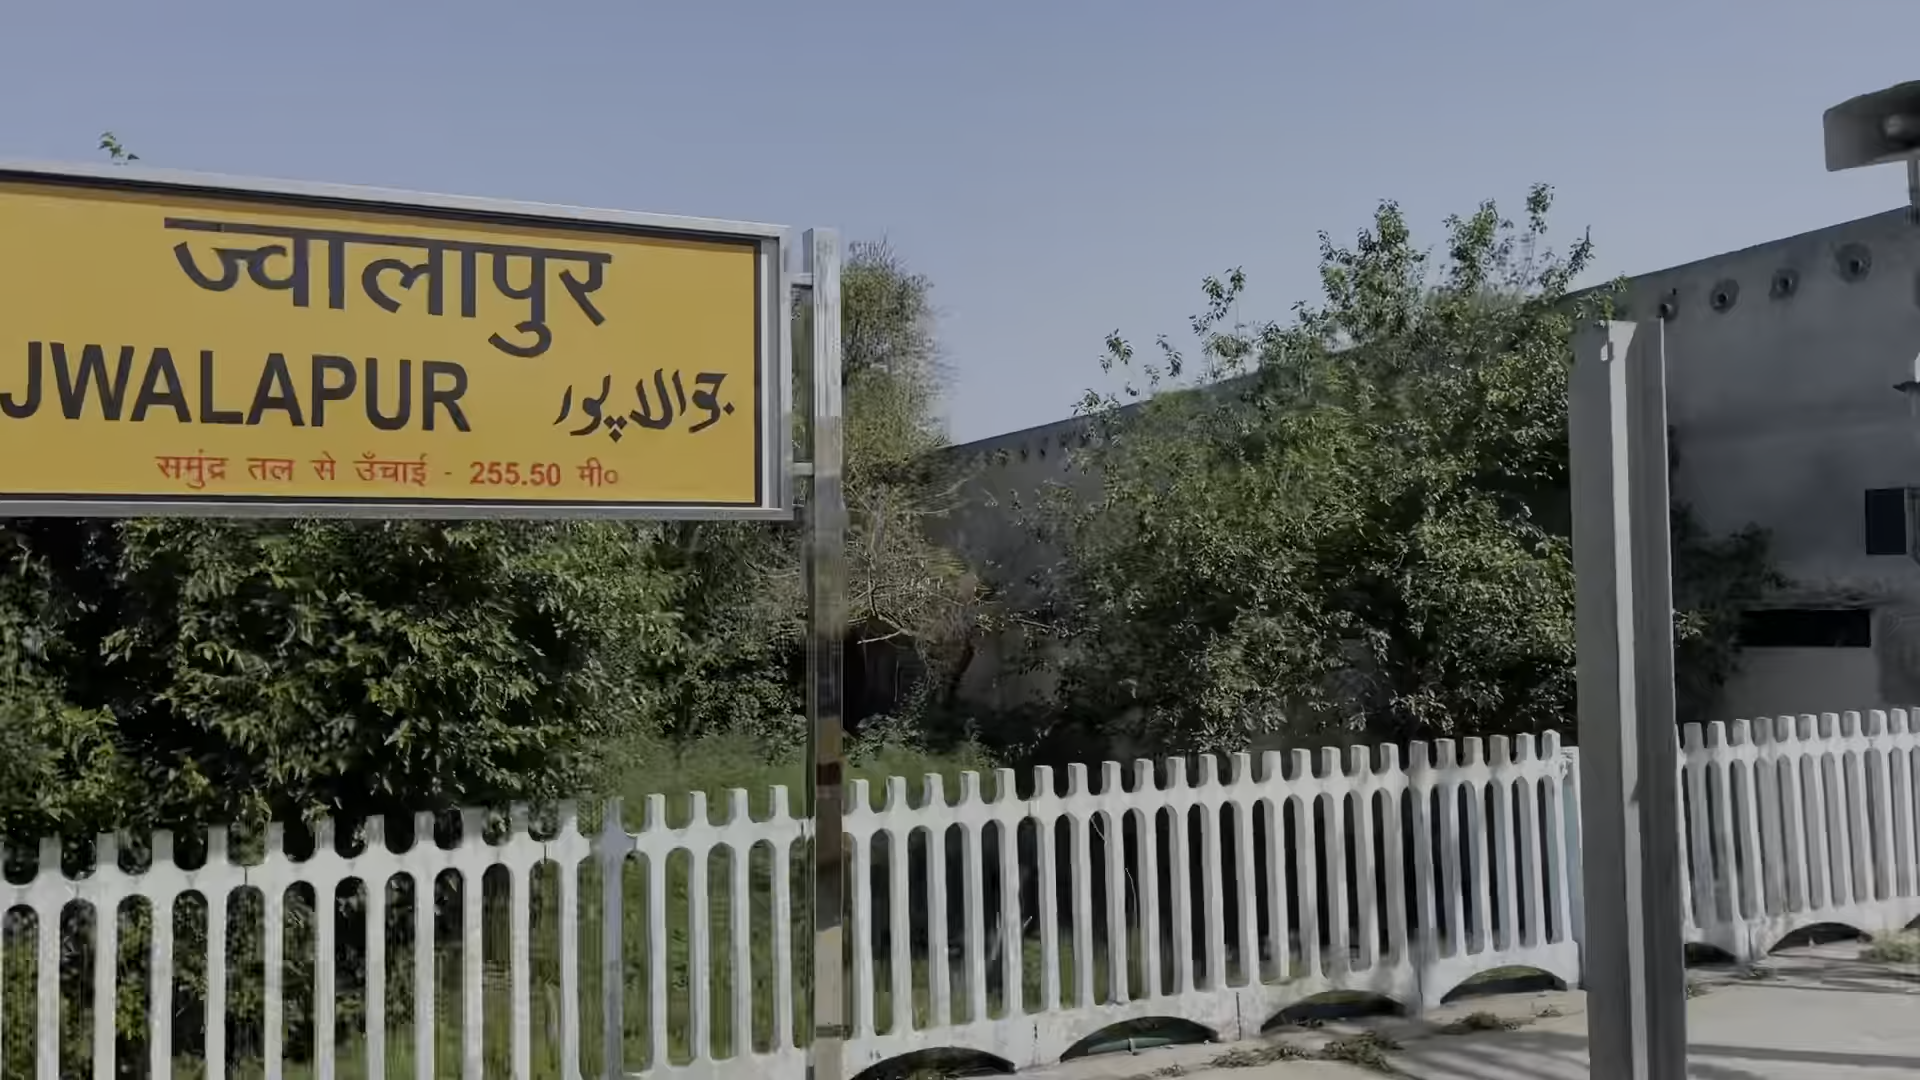 ज्वालापुर
JWALAPUR جوالاپور
समुंद्र तल से उँचाई - 255.50 मी०